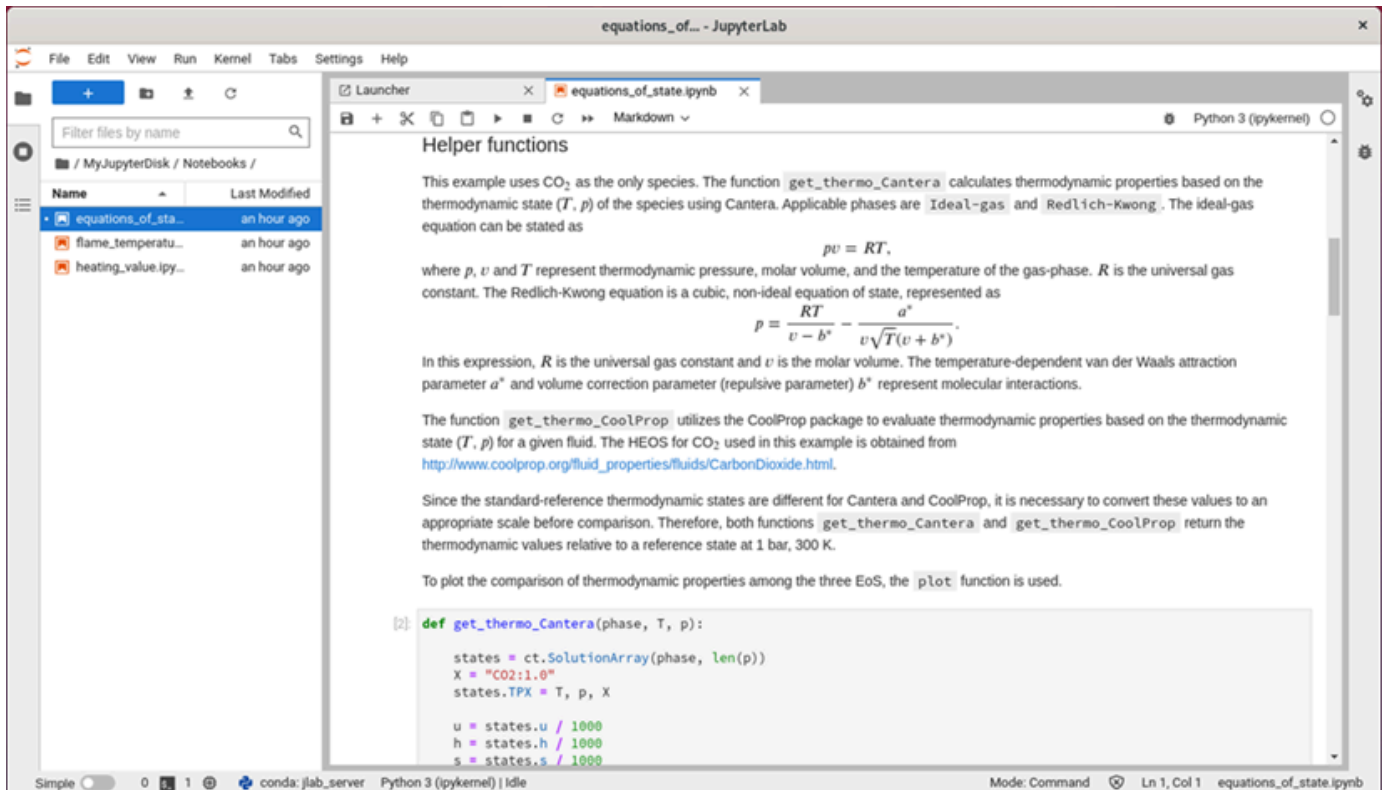 equations_of... - JupyterLab
File Edit View Run Kernel Tabs Settings Help
Launcher
equations_of_state.ipynb
Filter files by name
/ MyJupyterDisk / Notebooks /
Name Last Modified
equations_of_sta... an hour ago
flame_temperatu... an hour ago
heating_value.ipy... an hour ago
Markdown
Python 3 (ipykernel)
Helper functions
This example uses CO₂ as the only species. The function get_thermo_Cantera calculates thermodynamic properties based on the
thermodynamic state (T, p) of the species using Cantera. Applicable phases are Ideal-gas and Redlich-Kwong . The ideal-gas
equation can be stated as
pv = RT,
where p, v and T represent thermodynamic pressure, molar volume, and the temperature of the gas-phase. R is the universal gas
constant. The Redlich-Kwong equation is a cubic, non-ideal equation of state, represented as
p = RT / (v − b*) − a* / (v√T(v + b*)).
In this expression, R is the universal gas constant and v is the molar volume. The temperature-dependent van der Waals attraction
parameter a* and volume correction parameter (repulsive parameter) b* represent molecular interactions.
The function get_thermo_CoolProp utilizes the CoolProp package to evaluate thermodynamic properties based on the thermodynamic
state (T, p) for a given fluid. The HEOS for CO₂ used in this example is obtained from
http://www.coolprop.org/fluid_properties/fluids/CarbonDioxide.html.
Since the standard-reference thermodynamic states are different for Cantera and CoolProp, it is necessary to convert these values to an
appropriate scale before comparison. Therefore, both functions get_thermo_Cantera and get_thermo_CoolProp return the
thermodynamic values relative to a reference state at 1 bar, 300 K.
To plot the comparison of thermodynamic properties among the three EoS, the plot function is used.
[2]: def get_thermo_Cantera(phase, T, p):
states = ct.SolutionArray(phase, len(p))
X = "CO2:1.0"
states.TPX = T, p, X
u = states.u / 1000
h = states.h / 1000
s = states.s / 1000
Simple 0 1 conda: jlab_server Python 3 (ipykernel) | Idle Mode: Command Ln 1, Col 1 equations_of_state.ipynb